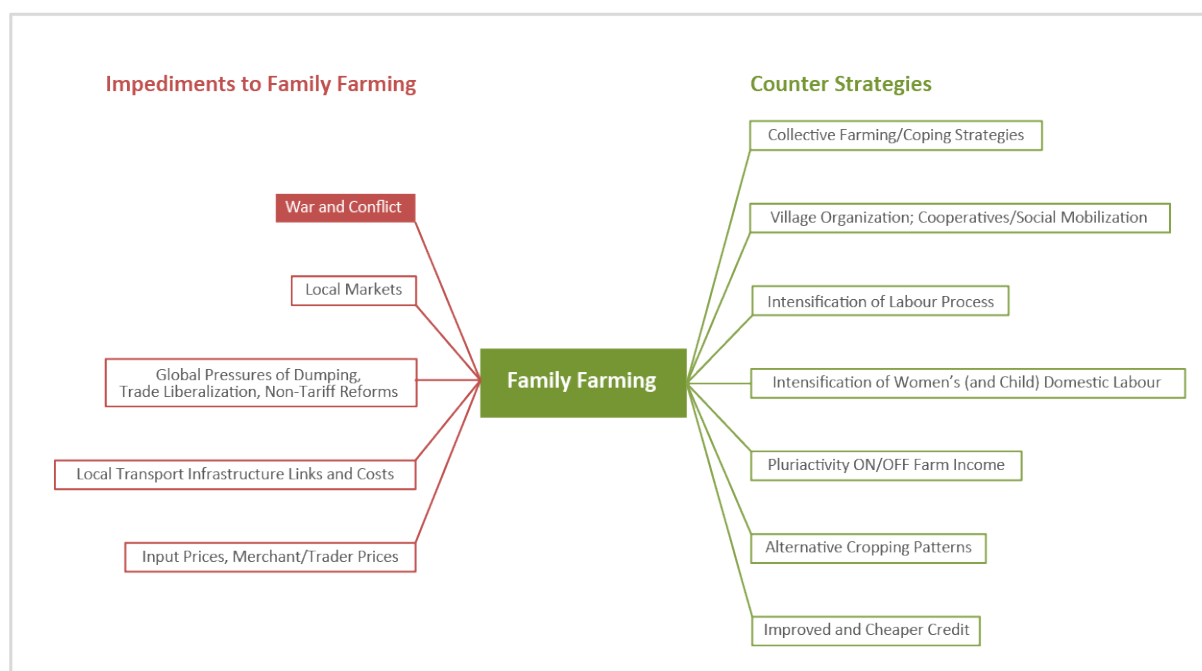 Impediments to Family Farming
War and Conflict
Local Markets
Global Pressures of Dumping,
Trade Liberalization, Non-Tariff Reforms
Local Transport Infrastructure Links and Costs
Input Prices, Merchant/Trader Prices
Family Farming
Counter Strategies
Collective Farming/Coping Strategies
Village Organization; Cooperatives/Social Mobilization
Intensification of Labour Process
Intensification of Women's (and Child) Domestic Labour
Pluriactivity ON/OFF Farm Income
Alternative Cropping Patterns
Improved and Cheaper Credit